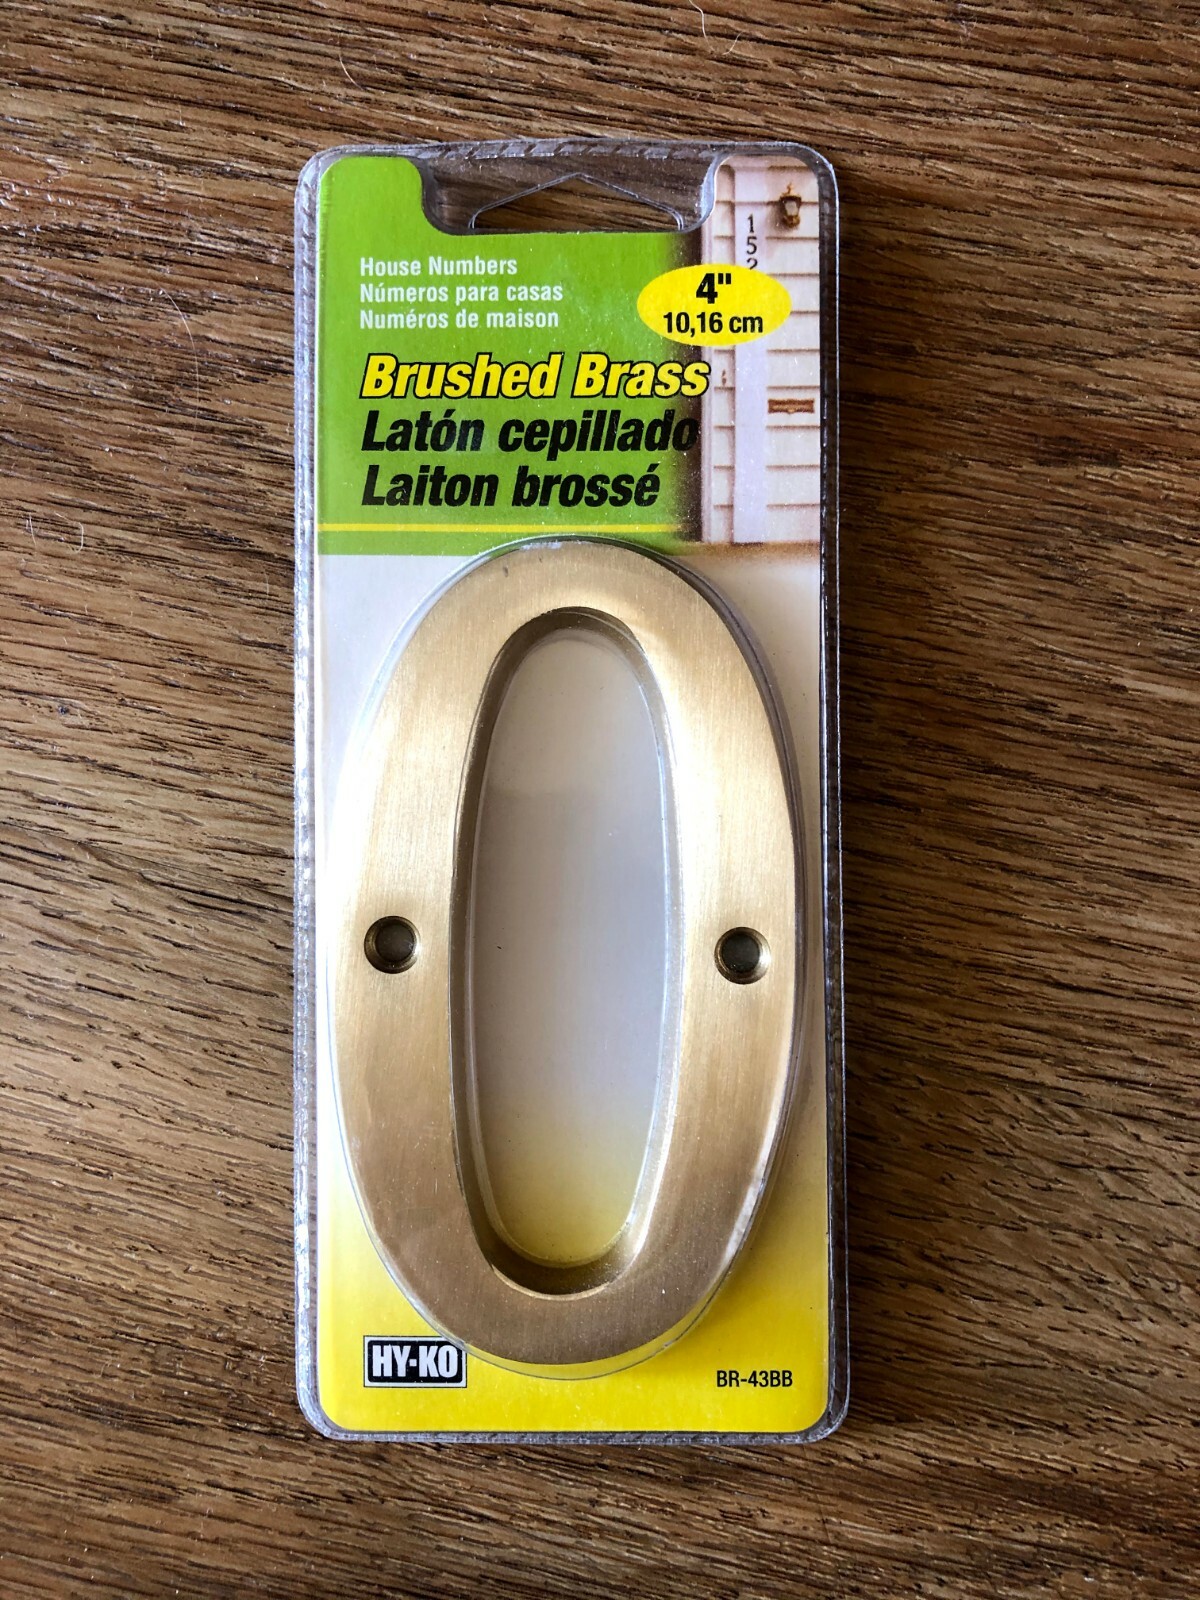 House Numbers
Números para casas
Numéros de maison
152
4"
10,16 cm
Brushed Brass
Latón cepillado
Laiton brossé
0
HY-KO
BR-43BB